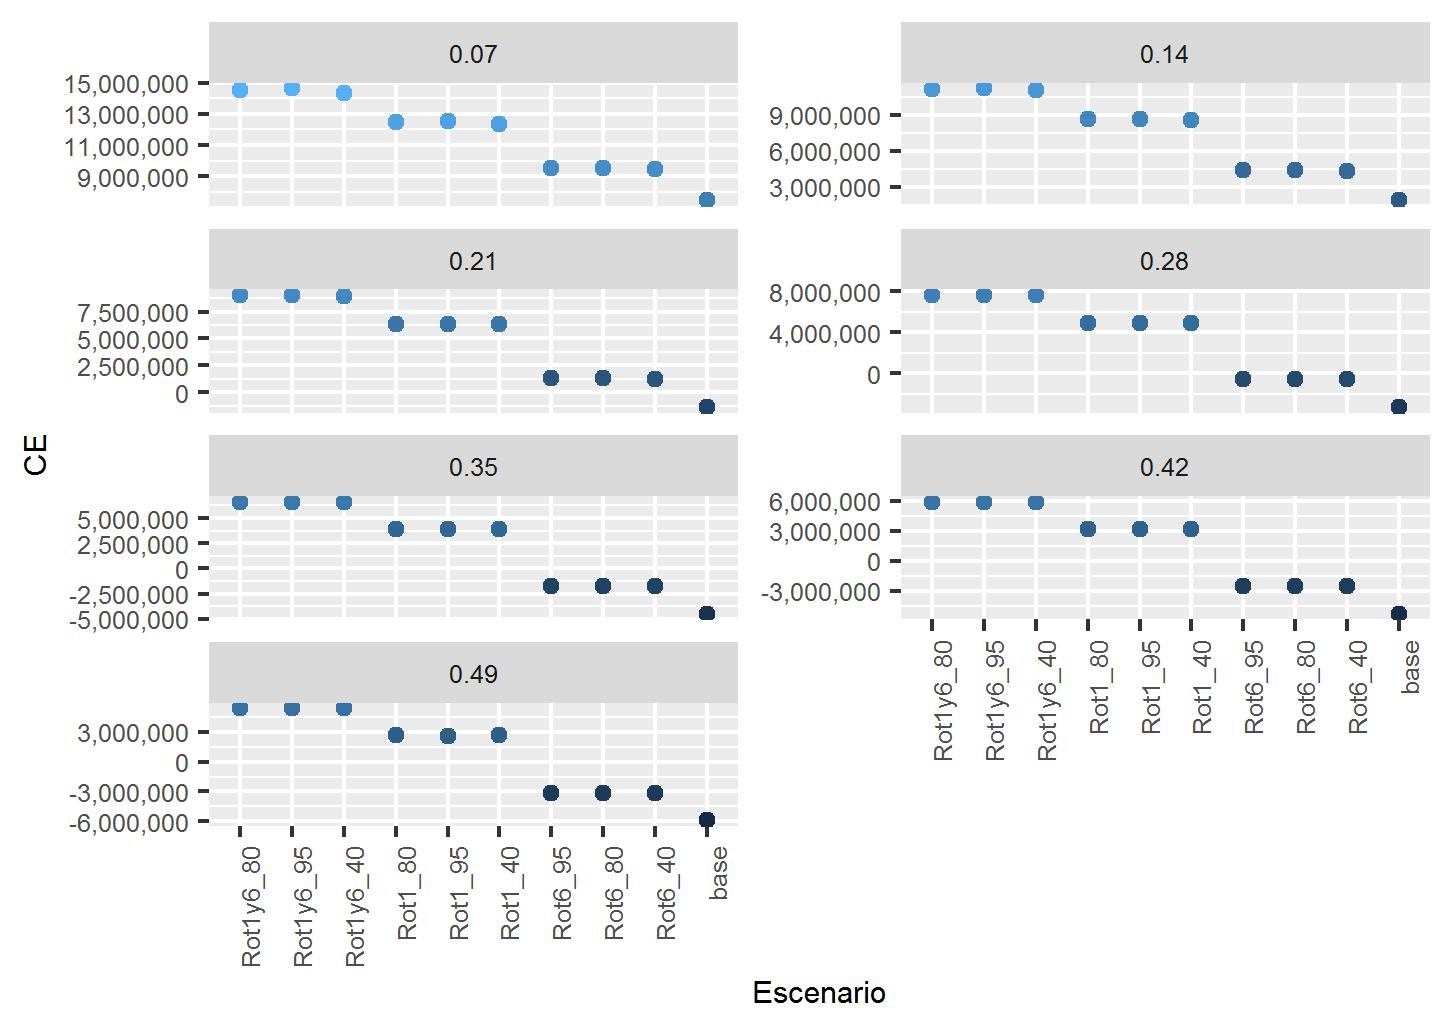 0.07
15,000,000
13,000,000
11,000,000
9,000,000
0.14
9,000,000
6,000,000
3,000,000
0.21
7,500,000
5,000,000
2,500,000
0
0.28
8,000,000
4,000,000
0
CE
0.35
5,000,000
2,500,000
0
-2,500,000
-5,000,000
0.42
6,000,000
3,000,000
0
-3,000,000
Rot1y6_80
Rot1y6_95
Rot1y6_40
Rot1_80
Rot1_95
Rot1_40
Rot6_95
Rot6_80
Rot6_40
base
0.49
3,000,000
0
-3,000,000
-6,000,000
Rot1y6_80
Rot1y6_95
Rot1y6_40
Rot1_80
Rot1_95
Rot1_40
Rot6_95
Rot6_80
Rot6_40
base
Escenario